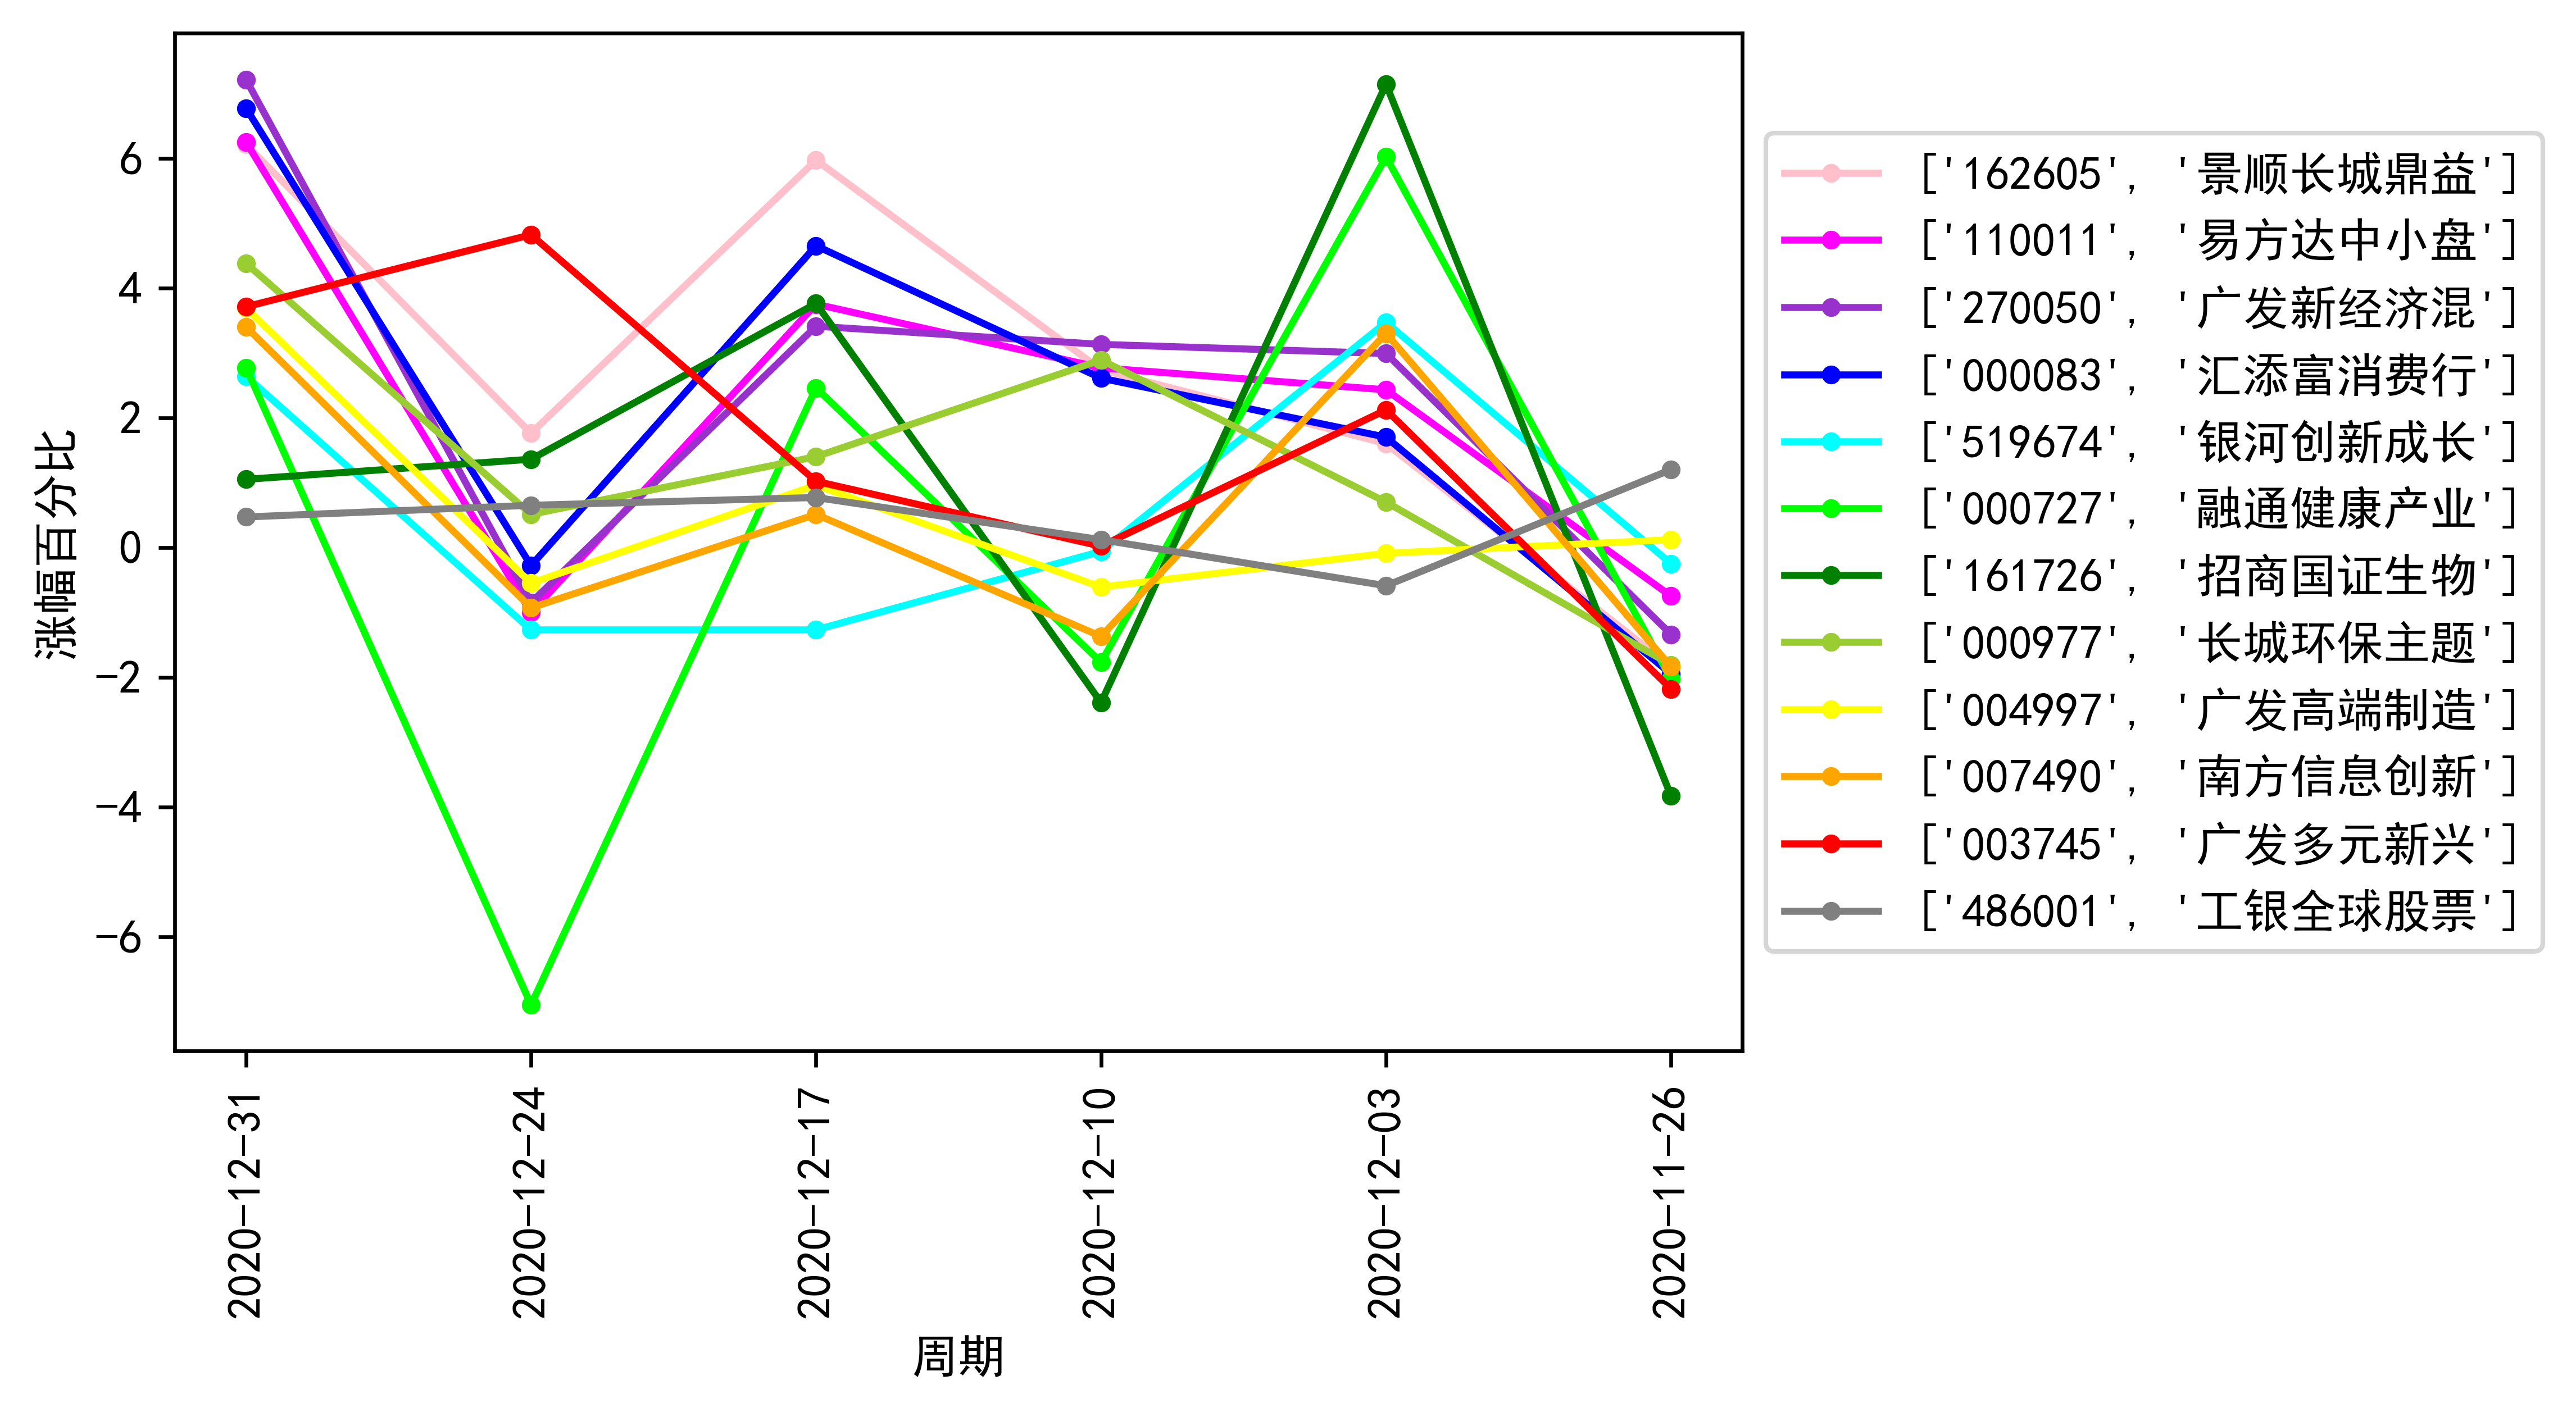 涨幅百分比
6
4
2
0
−2
−4
−6
2020-12-31
2020-12-24
2020-12-17
2020-12-10
2020-12-03
2020-11-26
周期
['162605', '景顺长城鼎益']
['110011', '易方达中小盘']
['270050', '广发新经济混']
['000083', '汇添富消费行']
['519674', '银河创新成长']
['000727', '融通健康产业']
['161726', '招商国证生物']
['000977', '长城环保主题']
['004997', '广发高端制造']
['007490', '南方信息创新']
['003745', '广发多元新兴']
['486001', '工银全球股票']